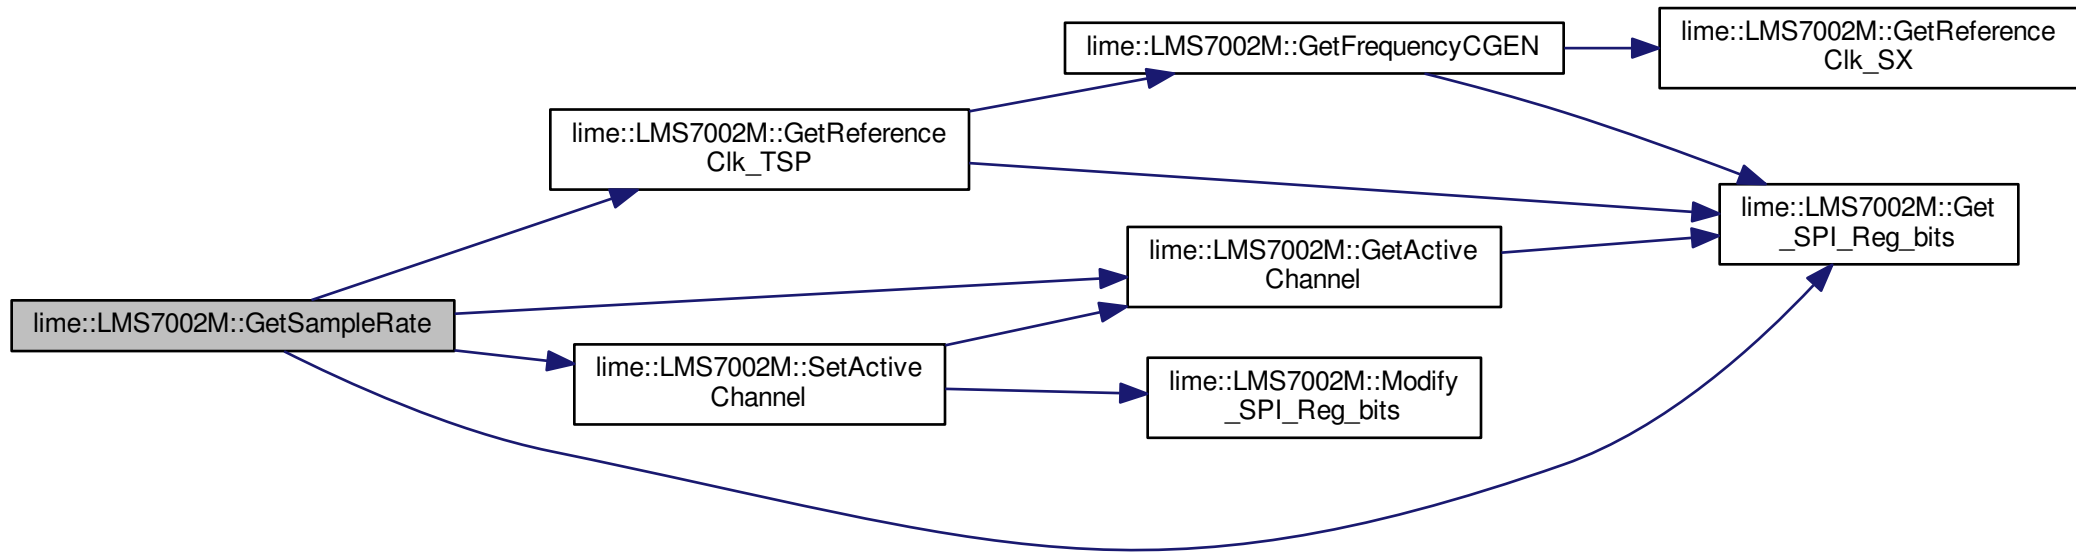 lime::LMS7002M::GetSampleRate
lime::LMS7002M::GetReference
Clk_TSP
lime::LMS7002M::GetFrequencyCGEN
lime::LMS7002M::GetReference
Clk_SX
lime::LMS7002M::Get
_SPI_Reg_bits
lime::LMS7002M::GetActive
Channel
lime::LMS7002M::SetActive
Channel
lime::LMS7002M::Modify
_SPI_Reg_bits